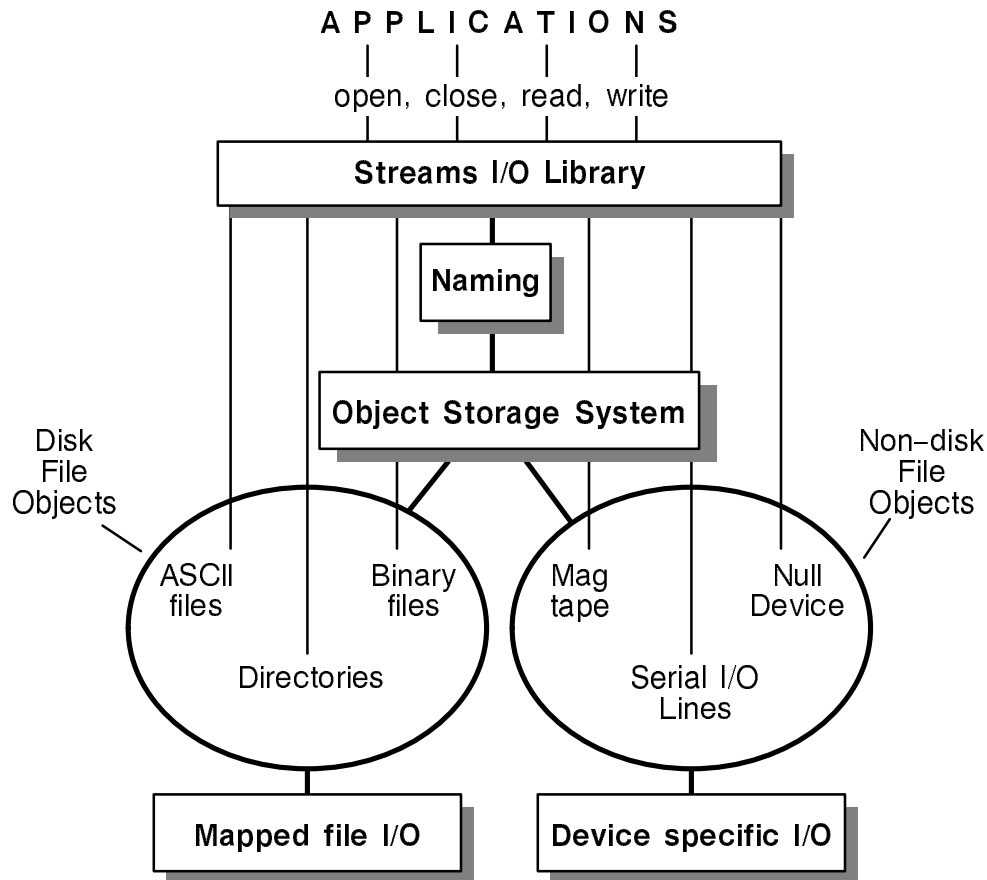 APPLICATIONS
open, close, read, write
Streams I/O Library
Naming
Object Storage System
Disk
File
Objects
Non-disk
File
Objects
ASCII
files
Binary
files
Mag
tape
Null
Device
Directories
Serial I/O
Lines
Mapped file I/O
Device specific I/O